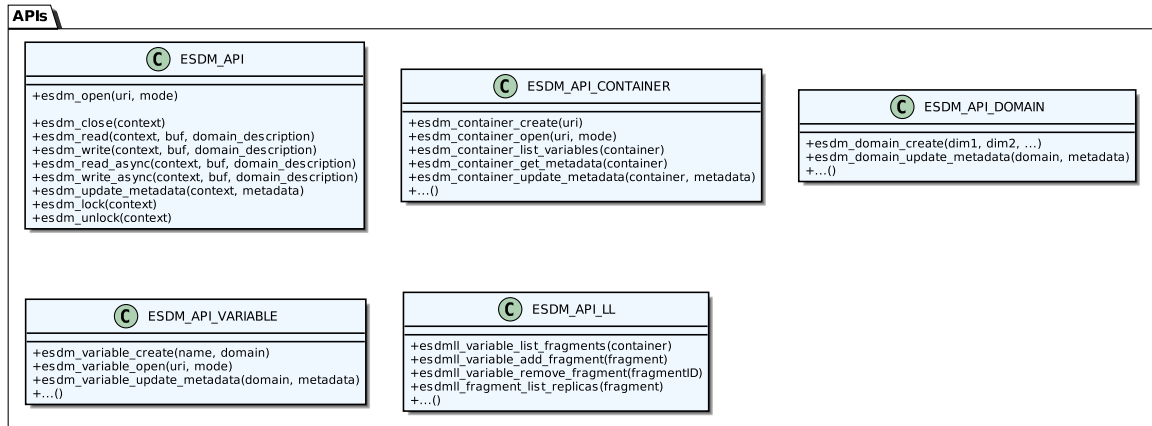 APIs
C ESDM_API
+esdm_open(uri, mode)
+esdm_close(context)
+esdm_read(context, buf, domain_description)
+esdm_write(context, buf, domain_description)
+esdm_read_async(context, buf, domain_description)
+esdm_write_async(context, buf, domain_description)
+esdm_update_metadata(context, metadata)
+esdm_lock(context)
+esdm_unlock(context)
C ESDM_API_CONTAINER
+esdm_container_create(uri)
+esdm_container_open(uri, mode)
+esdm_container_list_variables(container)
+esdm_container_get_metadata(container)
+esdm_container_update_metadata(container, metadata)
+...()
C ESDM_API_DOMAIN
+esdm_domain_create(dim1, dim2, ...)
+esdm_domain_update_metadata(domain, metadata)
+...()
C ESDM_API_VARIABLE
+esdm_variable_create(name, domain)
+esdm_variable_open(uri, mode)
+esdm_variable_update_metadata(domain, metadata)
+...()
C ESDM_API_LL
+esdmll_variable_list_fragments(container)
+esdmll_variable_add_fragment(fragment)
+esdmll_variable_remove_fragment(fragmentID)
+esdmll_fragment_list_replicas(fragment)
+...()